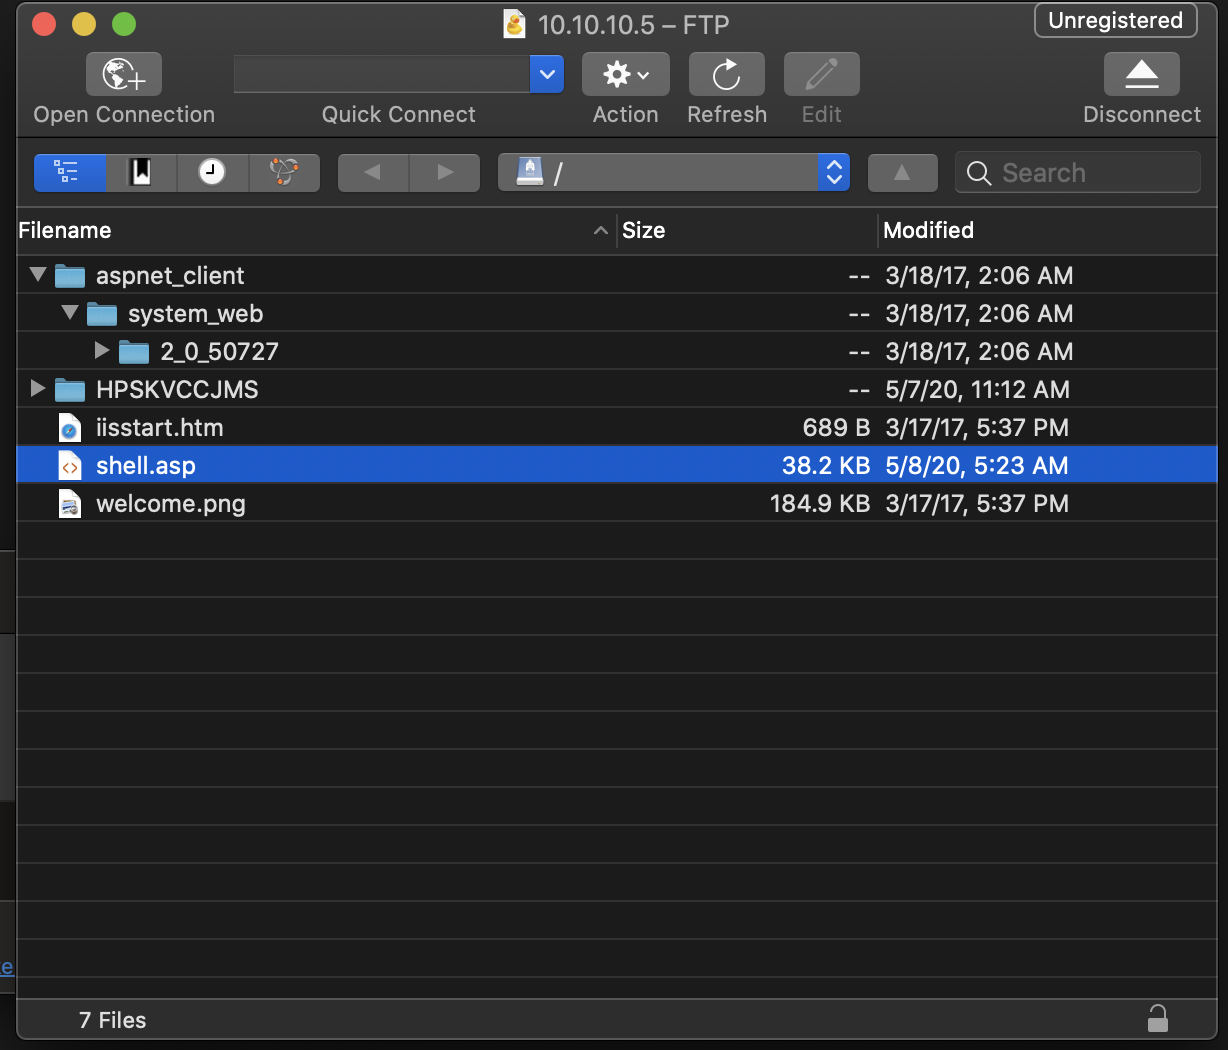 10.10.10.5 – FTP
Unregistered
Open Connection
Quick Connect
Action
Refresh
Edit
Disconnect
/
Search
Filename Size Modified
aspnet_client -- 3/18/17, 2:06 AM
system_web -- 3/18/17, 2:06 AM
2_0_50727 -- 3/18/17, 2:06 AM
HPSKVCCJMS -- 5/7/20, 11:12 AM
iisstart.htm 689 B 3/17/17, 5:37 PM
shell.asp 38.2 KB 5/8/20, 5:23 AM
welcome.png 184.9 KB 3/17/17, 5:37 PM
7 Files